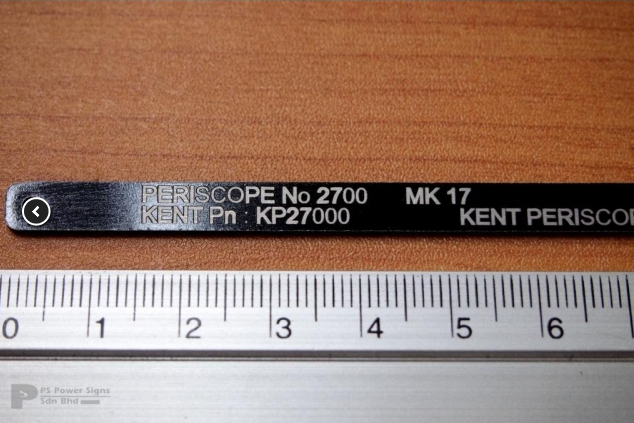 PERISCOPE No 2700 MK 17
KENT Pn : KP27000 KENT PERISCOP
0 1 2 3 4 5 6
PS Power Signs
Sdn Bhd